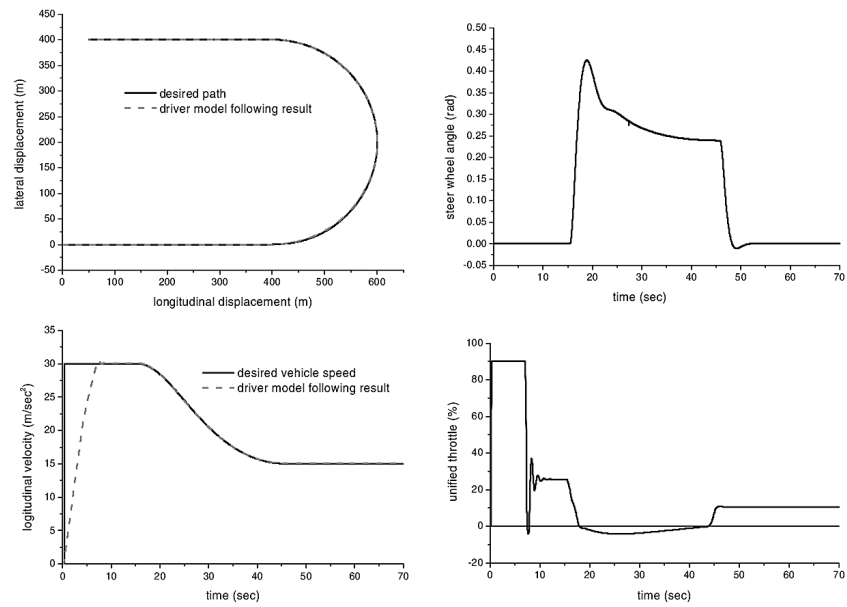 450
400
350
300
250
200
150
100
50
0
-50
lateral displacement (m)
desired path
driver model following result
0 100 200 300 400 500 600
longitudinal displacement (m)
0.50
0.45
0.40
0.35
0.30
0.25
0.20
0.15
0.10
0.05
0.00
-0.05
steer wheel angle (rad)
0 10 20 30 40 50 60 70
time (sec)
35
30
25
20
15
10
5
0
logitudinal velocity (m/sec²)
desired vehicle speed
driver model following result
0 10 20 30 40 50 60 70
time (sec)
100
80
60
40
20
0
-20
unified throttle (%)
0 10 20 30 40 50 60 70
time (sec)